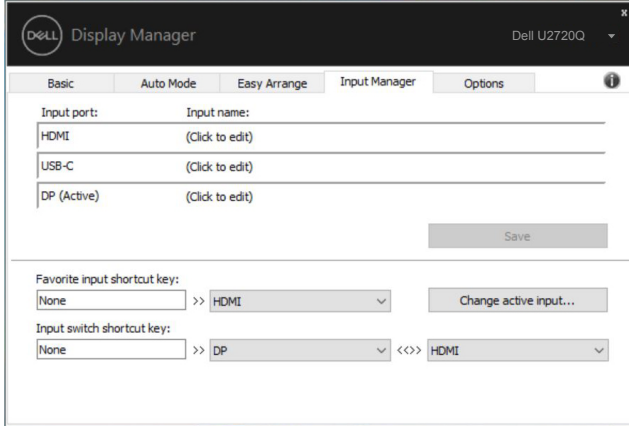 x
DELL Display Manager
Dell U2720Q
Basic Auto Mode Easy Arrange Input Manager Options i
Input port: Input name:
HDMI (Click to edit)
USB-C (Click to edit)
DP (Active) (Click to edit)
Save
Favorite input shortcut key:
None >> HDMI Change active input...
Input switch shortcut key:
None >> DP <<>> HDMI